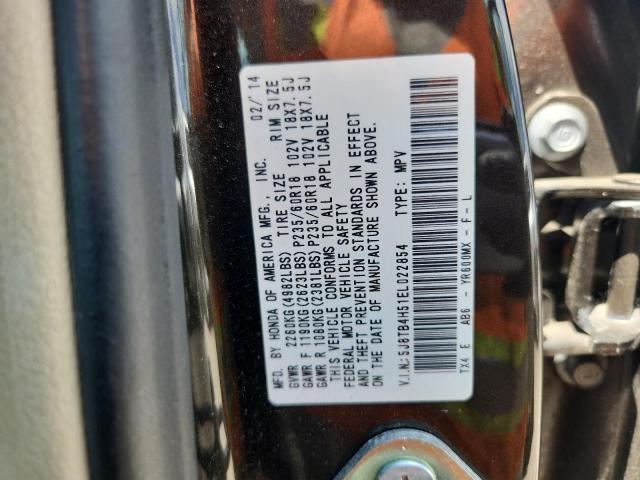 MFD. BY HONDA OF AMERICA MFG., INC. 02/'14
GVWR 2260KG(4982LBS) TIRE SIZE RIM SIZE
GAWR F 1190KG(2623LBS)P235/60R18 102V 18X7.5J
GAWR R 1080KG(2381LBS)P235/60R18 102V 18X7.5J
THIS VEHICLE CONFORMS TO ALL APPLICABLE
FEDERAL MOTOR VEHICLE SAFETY
AND THEFT PREVENTION STANDARDS IN EFFECT
ON THE DATE OF MANUFACTURE SHOWN ABOVE.
V.I.N.:5J8TB4H51EL022854 TYPE: MPV
TX4 E AB6 - YR600MX - F-L